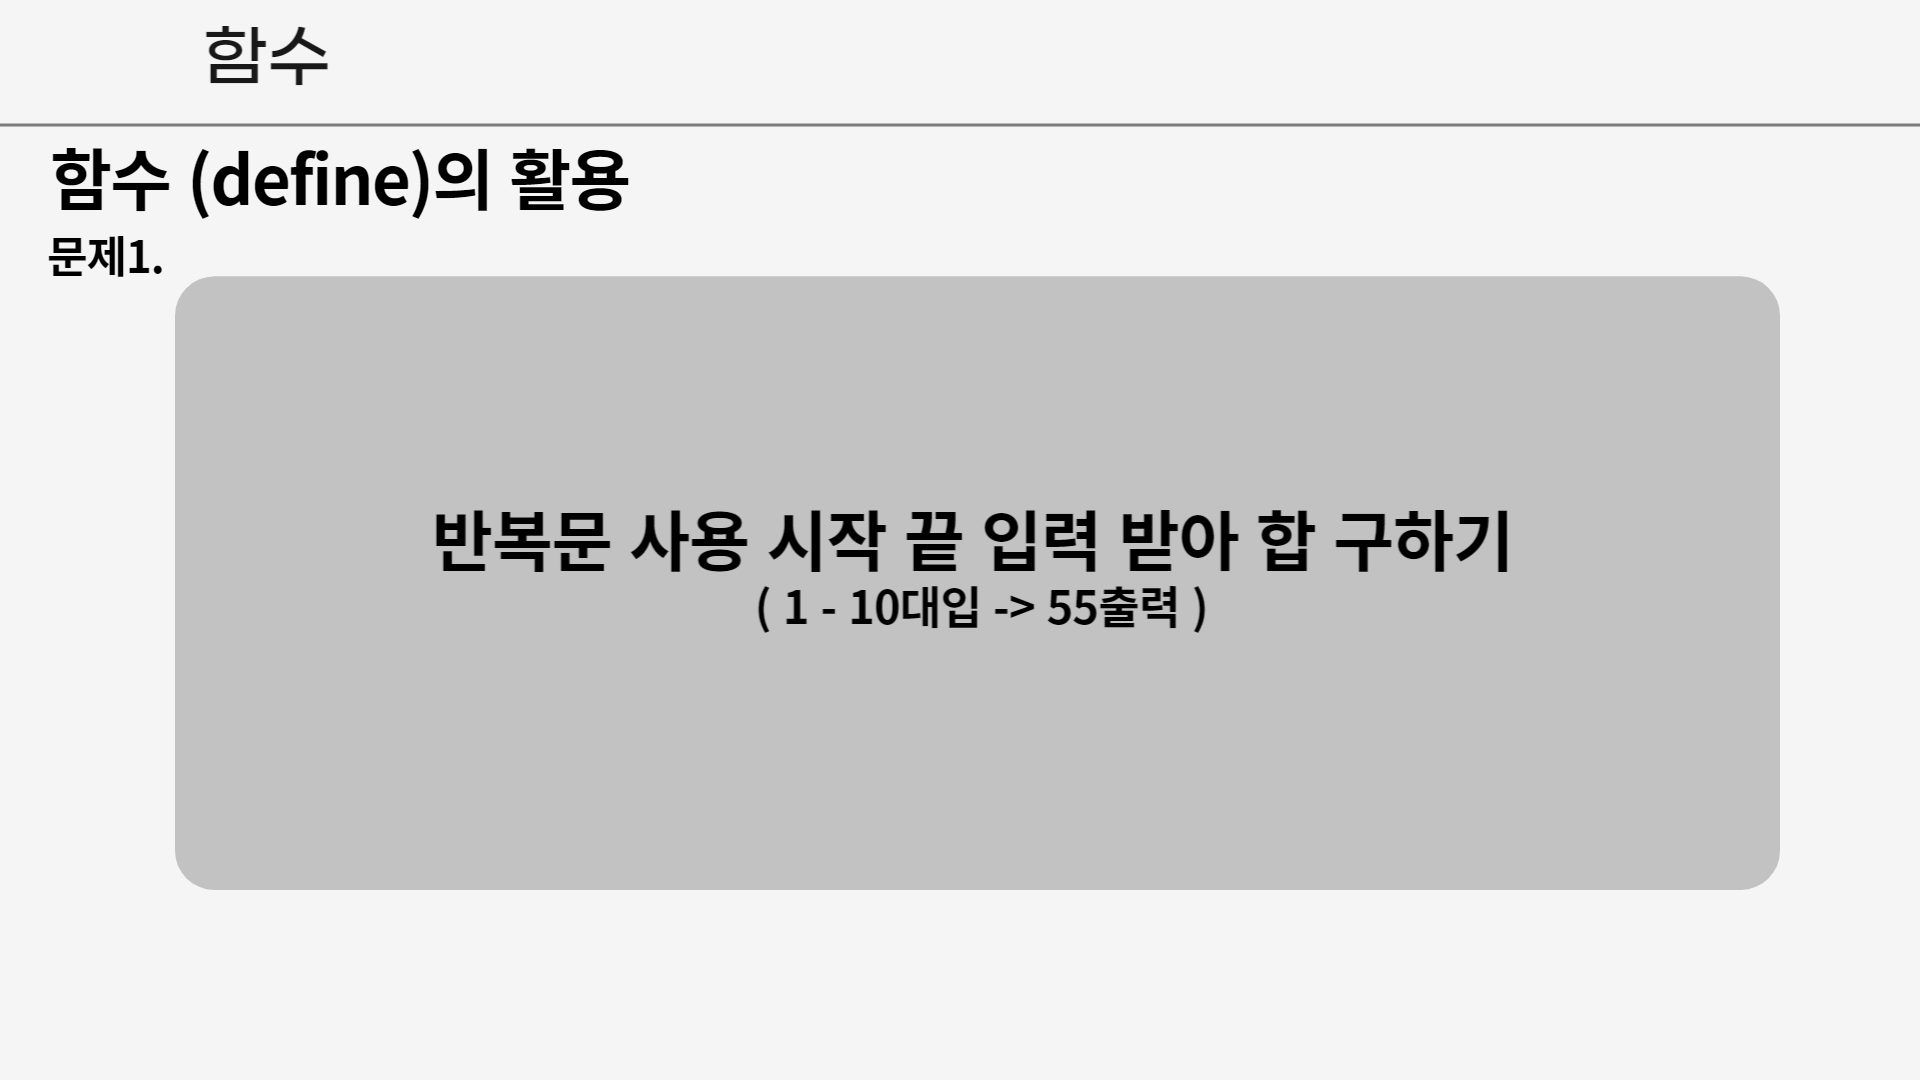 함수
함수 (define)의 활용
문제1.
반복문 사용 시작 끝 입력 받아 합 구하기
( 1 - 10대입 -> 55출력 )